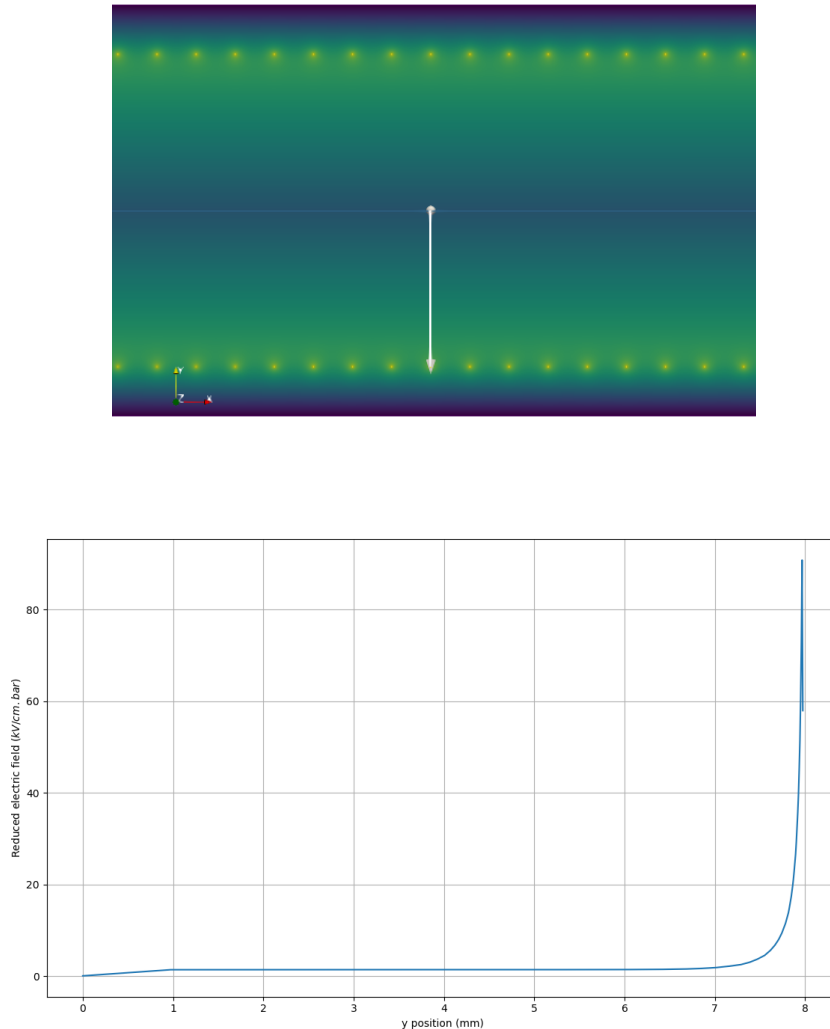 Y
Z
X
80
60
40
20
0
Reduced electric field (kV/cm. bar)
0 1 2 3 4 5 6 7 8
y position (mm)